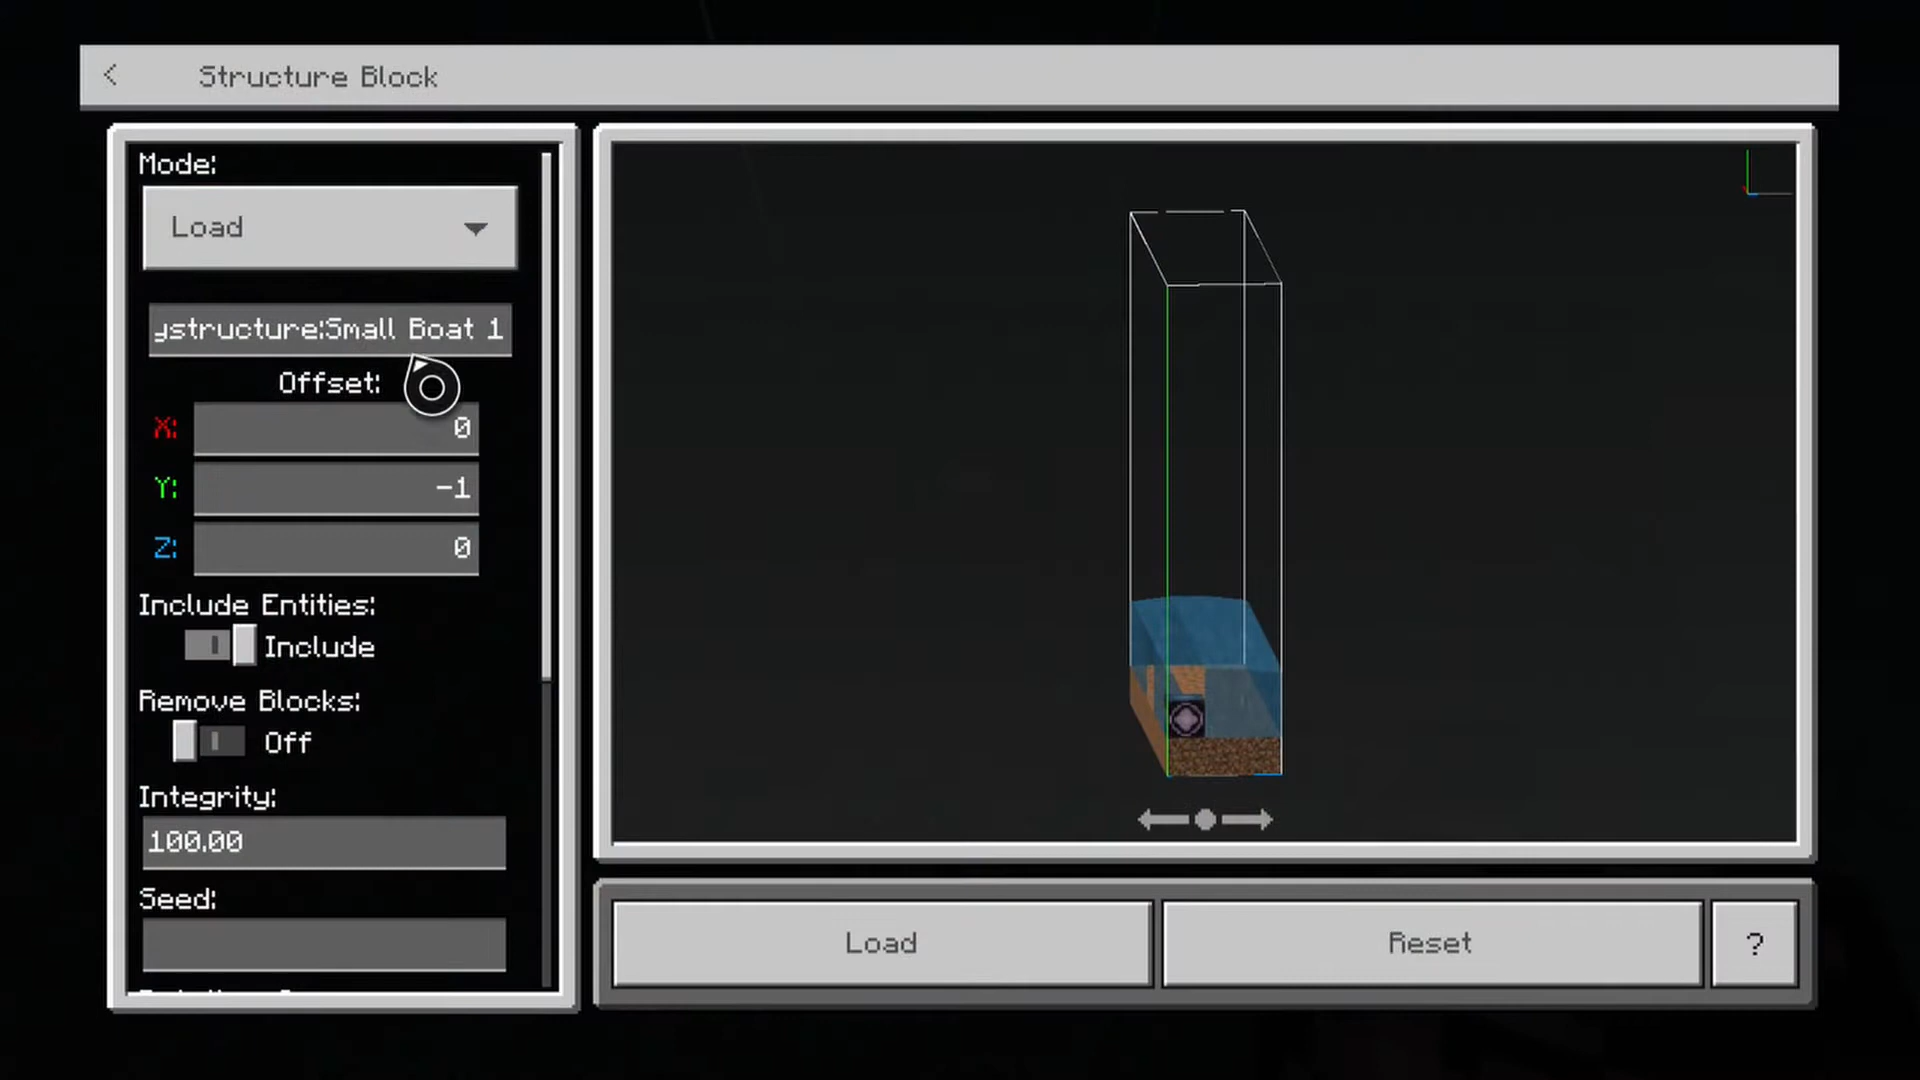 Structure Block
Mode:
Load
ystructure:Small Boat 1
Offset:
X: 0
Y: -1
Z: 0
Include Entities:
Include
Remove Blocks:
Off
Integrity:
100.00
Seed:
Load
Reset
?